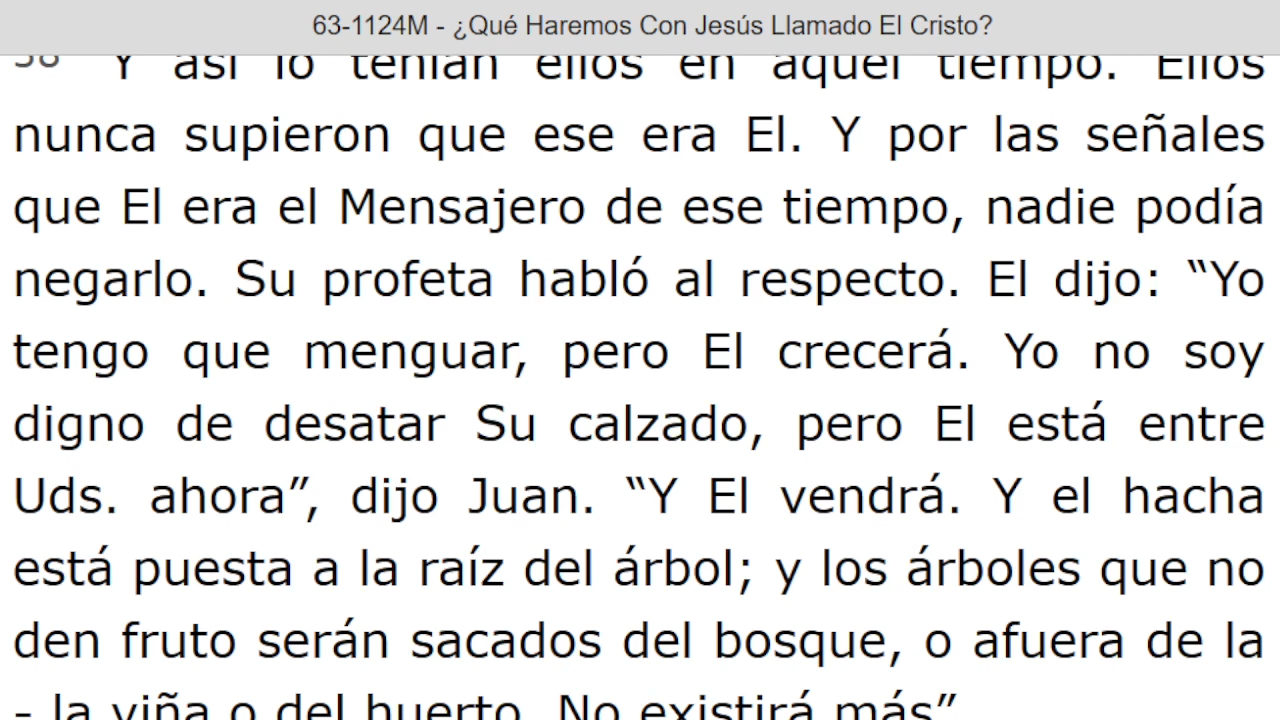 63-1124M - ¿Qué Haremos Con Jesús Llamado El Cristo?
58 Y así lo tenían ellos en aquel tiempo. Ellos
nunca supieron que ese era El. Y por las señales
que El era el Mensajero de ese tiempo, nadie podía
negarlo. Su profeta habló al respecto. El dijo: “Yo
tengo que menguar, pero El crecerá. Yo no soy
digno de desatar Su calzado, pero El está entre
Uds. ahora”, dijo Juan. “Y El vendrá. Y el hacha
está puesta a la raíz del árbol; y los árboles que no
den fruto serán sacados del bosque, o afuera de la
- la viña o del huerto. No existirá más”.